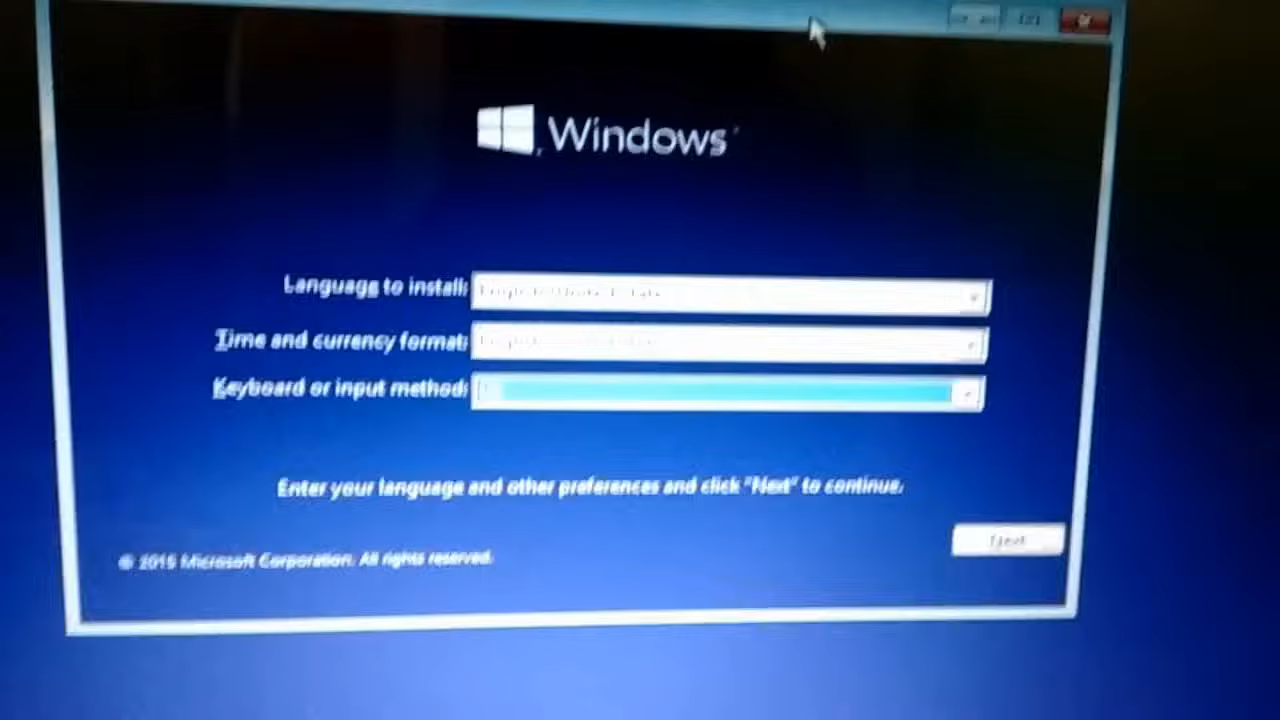 Windows
Language to install:
Time and currency format:
Keyboard or input method:
Enter your language and other preferences and click "Next" to continue.
Next
© 2015 Microsoft Corporation. All rights reserved.